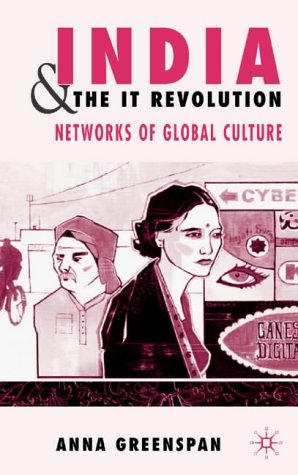 INDIA
& THE IT REVOLUTION
NETWORKS OF GLOBAL CULTURE
CYBE
GANES
DIGITA
ANNA GREENSPAN